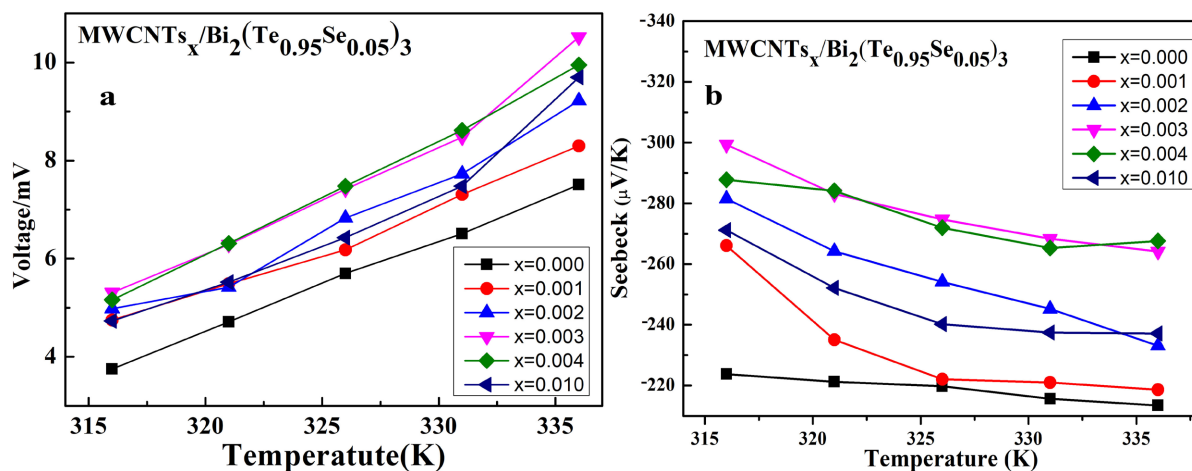 MWCNTsx/Bi2(Te0.95Se0.05)3
a
10
8
6
4
Voltage/mV
x=0.000
x=0.001
x=0.002
x=0.003
x=0.004
x=0.010
315 320 325 330 335
Temperatute(K)
-340
-320
-300
-280
-260
-240
-220
Seebeck (μV/K)
MWCNTsx/Bi2(Te0.95Se0.05)3
b
x=0.000
x=0.001
x=0.002
x=0.003
x=0.004
x=0.010
315 320 325 330 335
Temperature (K)